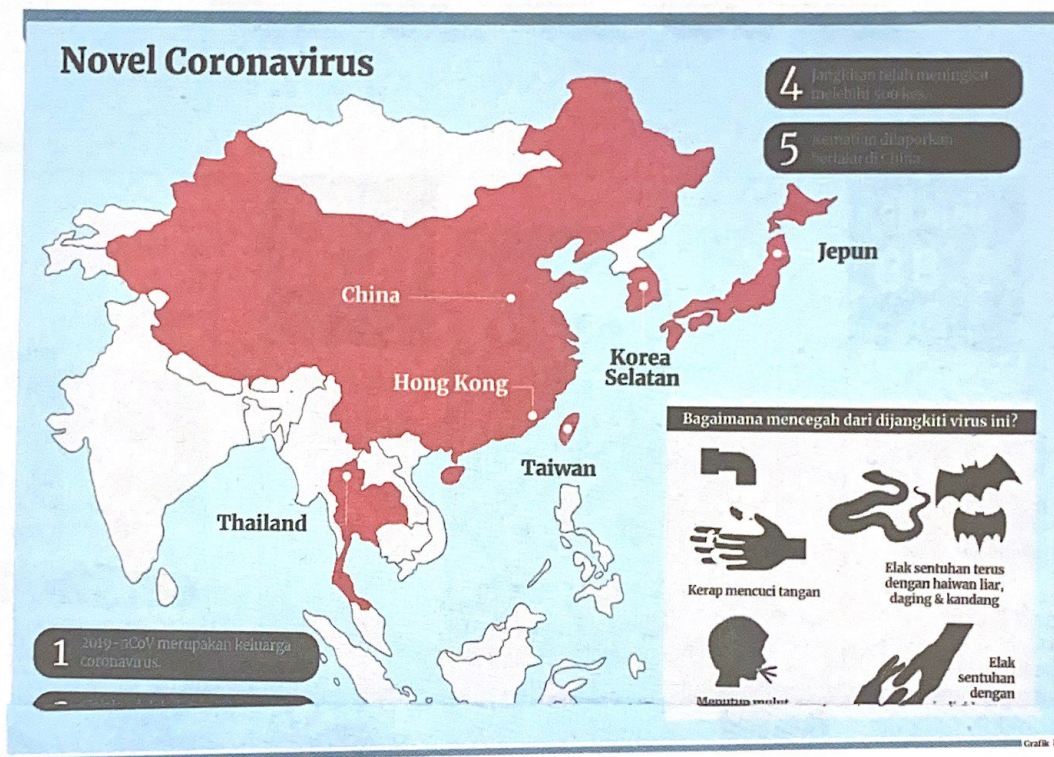 Novel Coronavirus
4 Jangkitan telah meningkat
melebihi 500 kes.
5 Kematian dilaporkan
di China.
Jepun
China
Korea
Selatan
Hong Kong
Taiwan
Thailand
Bagaimana mencegah dari dijangkiti virus ini?
Kerap mencuci tangan
Elak sentuhan terus
dengan haiwan liar,
daging & kandang
1 2019-nCoV merupakan keluarga
coronavirus.
Menutup mulut
Elak
sentuhan
dengan
Grafik